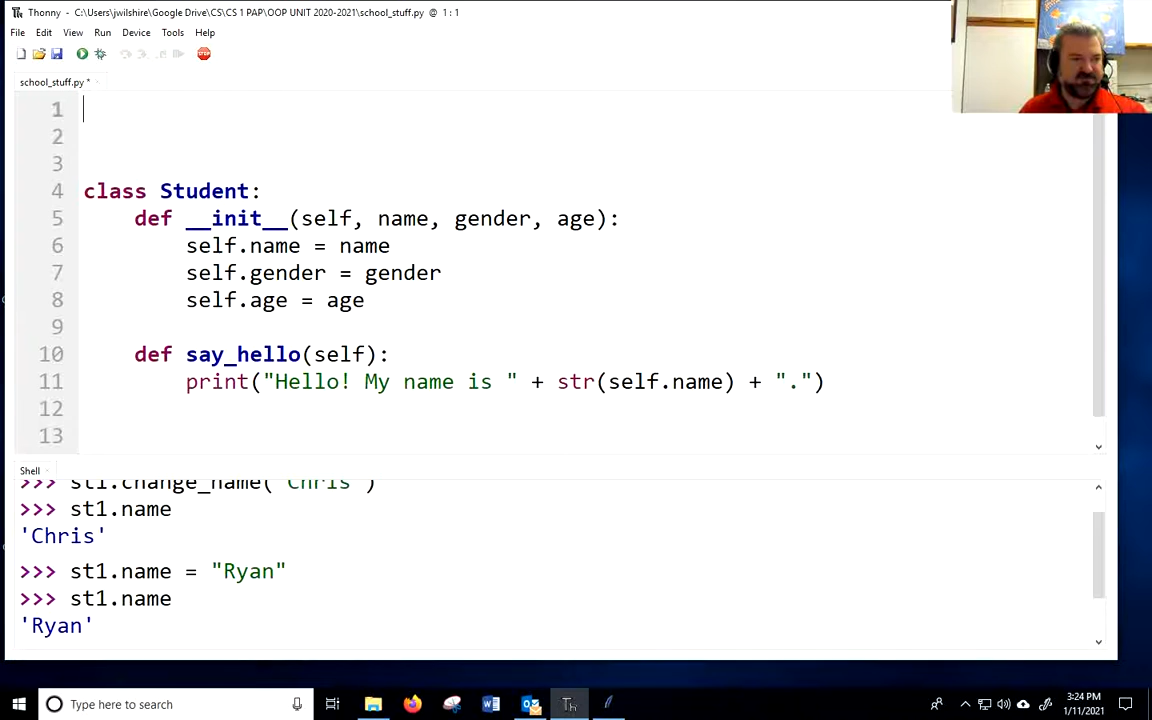 Thonny - C:\Users\jwilshire\Google Drive\CS\CS 1 PAP\OOP UNIT 2020-2021\school_stuff.py @ 1 : 1
File Edit View Run Device Tools Help
school_stuff.py *
1
2
3
4 class Student:
5 def __init__(self, name, gender, age):
6 self.name = name
7 self.gender = gender
8 self.age = age
9
10 def say_hello(self):
11 print("Hello! My name is " + str(self.name) + ".")
12
13
Shell
>>> st1.change_name("Chris")
>>> st1.name
'Chris'
>>> st1.name = "Ryan"
>>> st1.name
'Ryan'
Type here to search
3:24 PM
1/11/2021